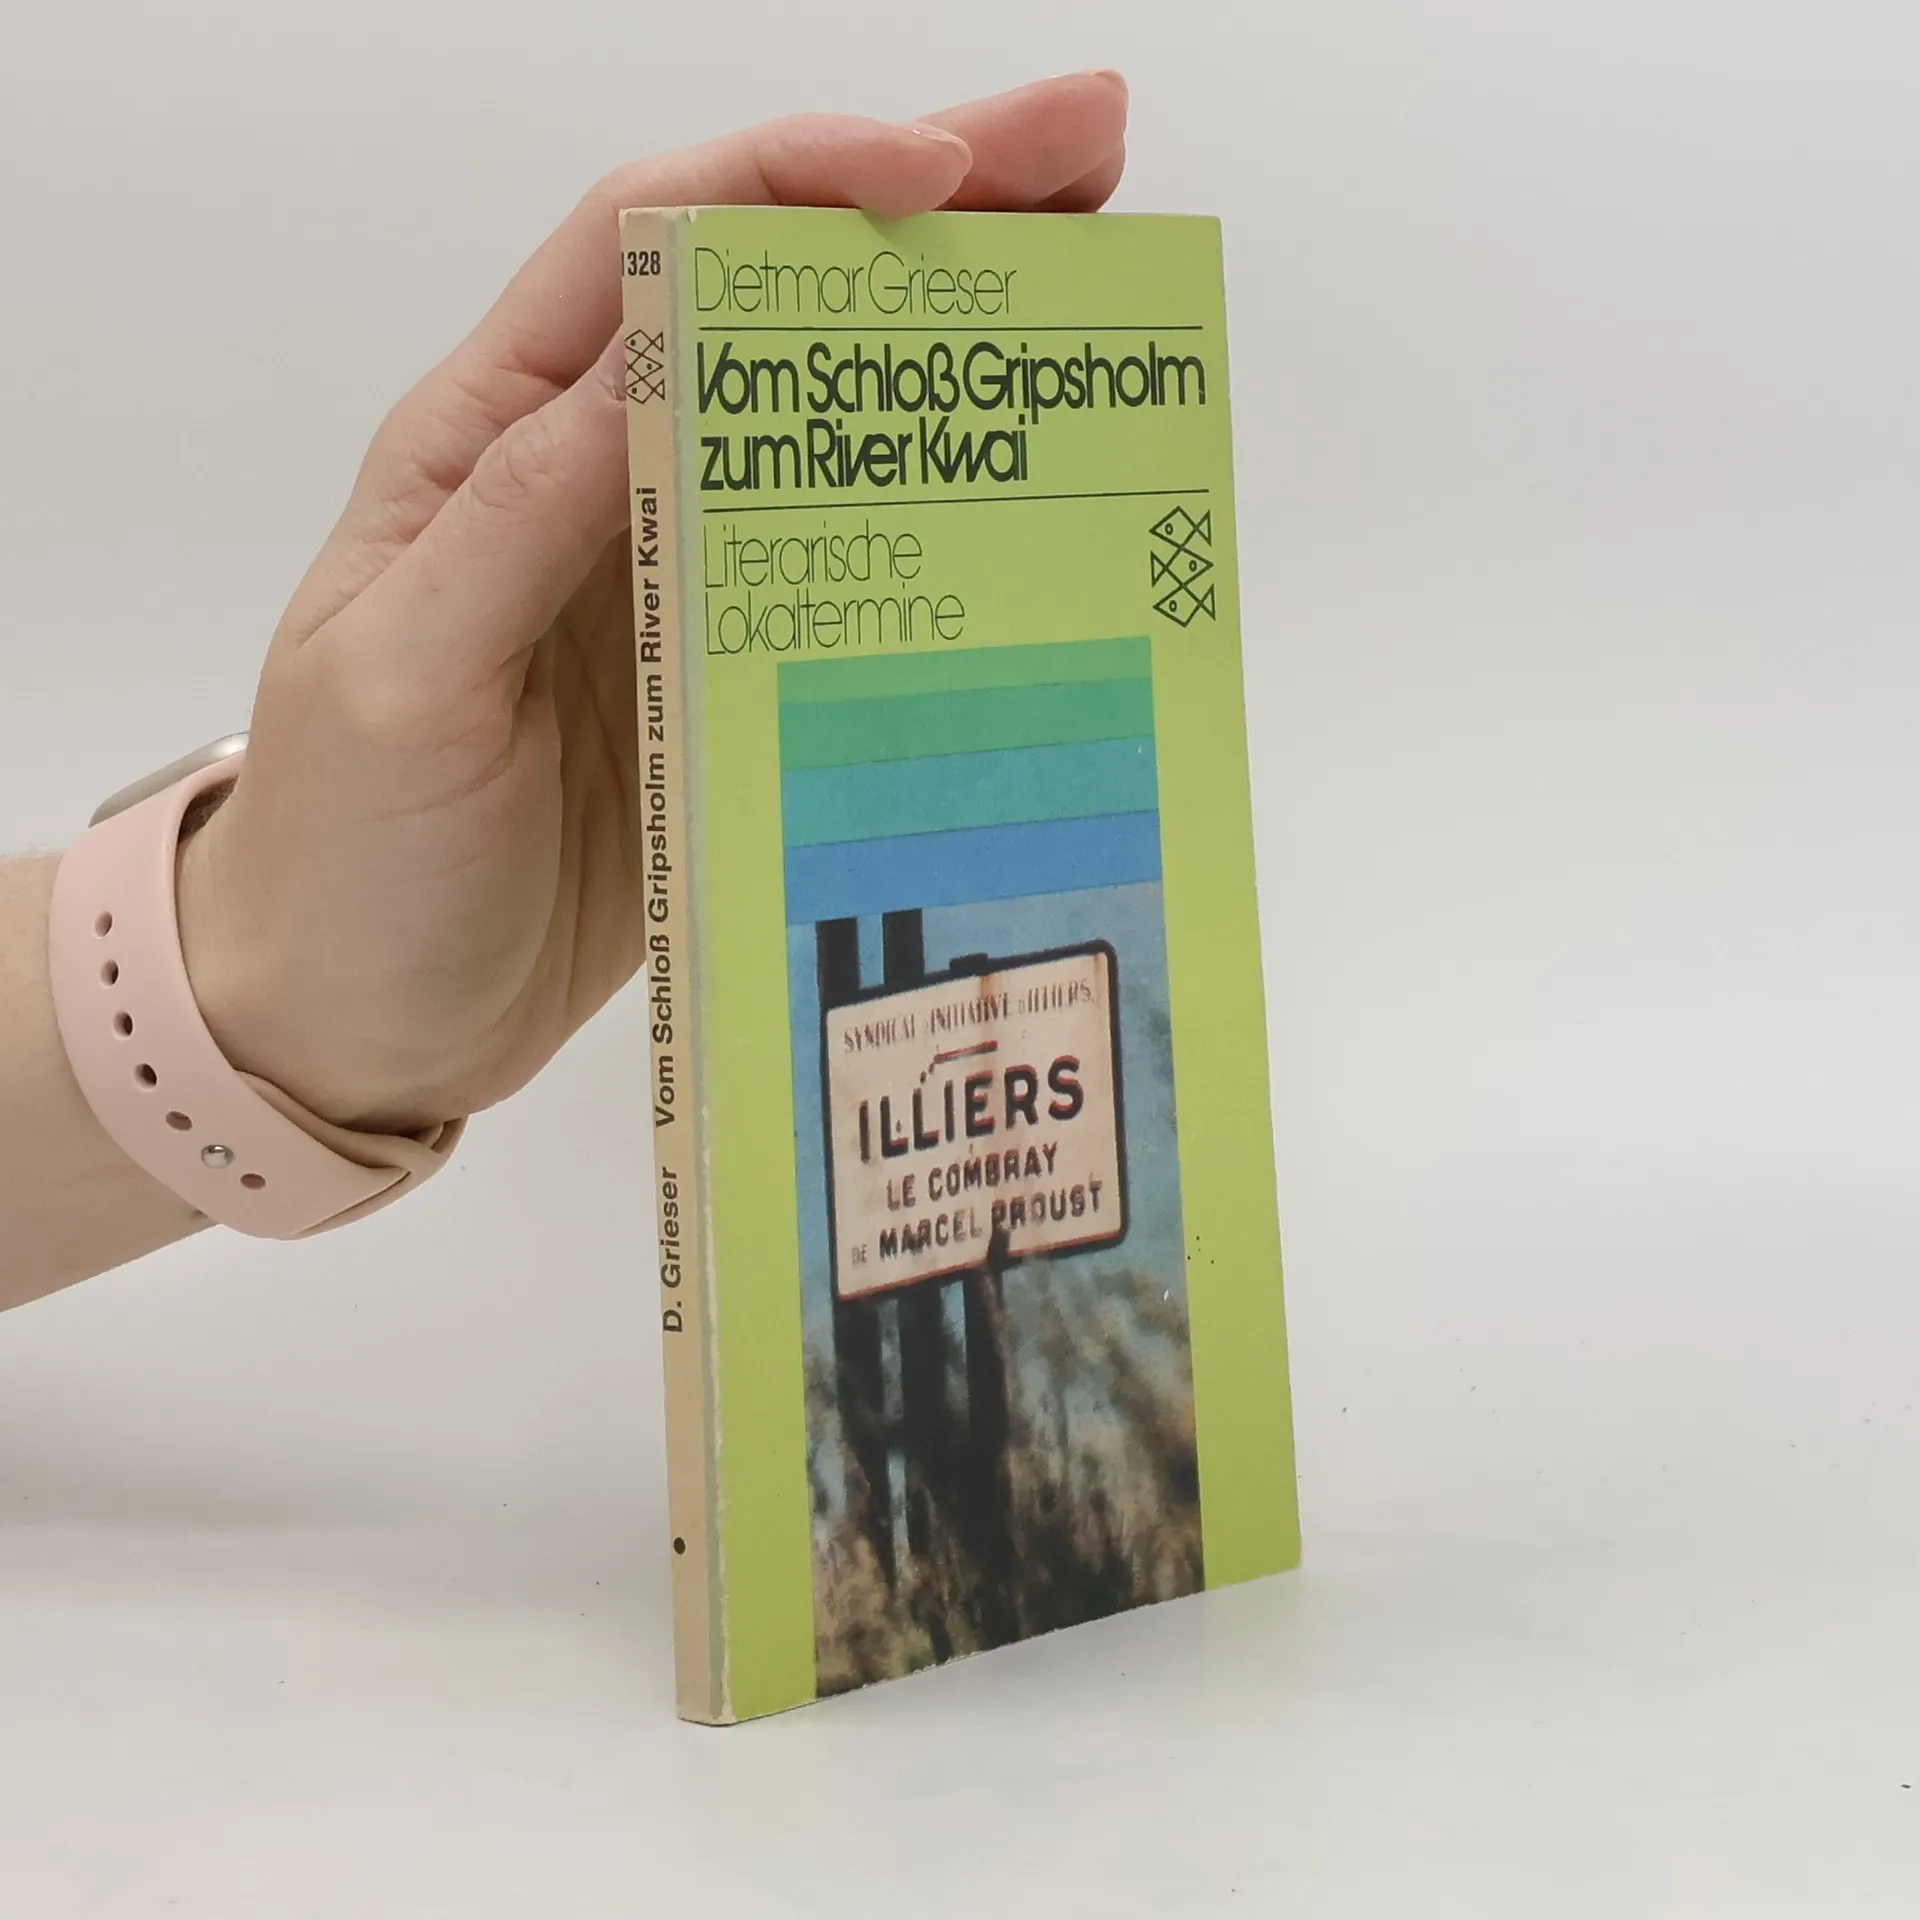 1328
D. Grieser Vom Schloß Gripsholm zum River Kwai
Dietmar Grieser
Vom Schloß Gripsholm
zum River Kwai
Literarische
Lokaltermine
SYNDICAT D'INITIATIVE D'ILLIERS
ILLIERS
LE COMBRAY
DE MARCEL PROUST